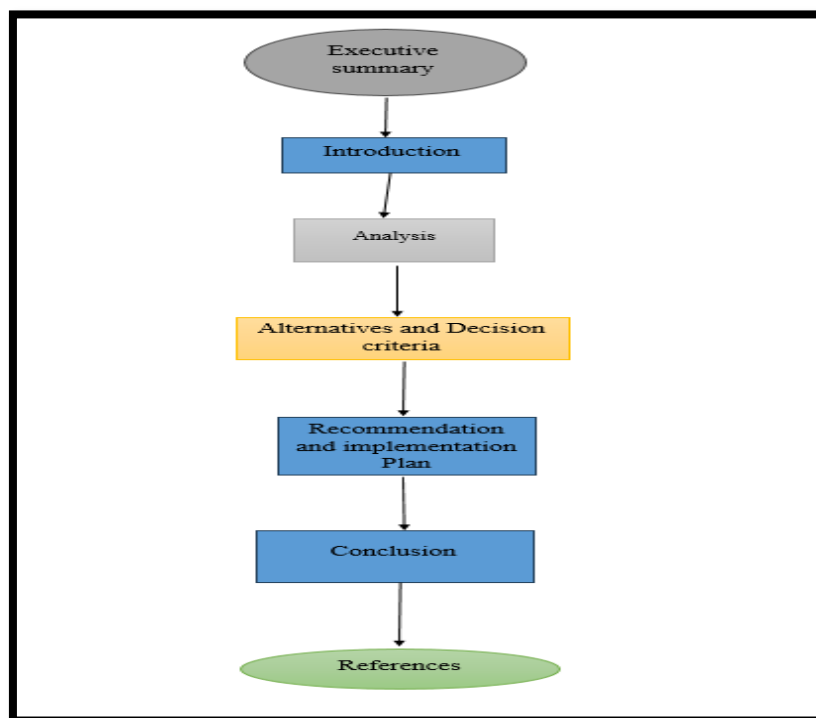 Executive
summary
Introduction
Analysis
Alternatives and Decision
criteria
Recommendation
and implementation
Plan
Conclusion
References